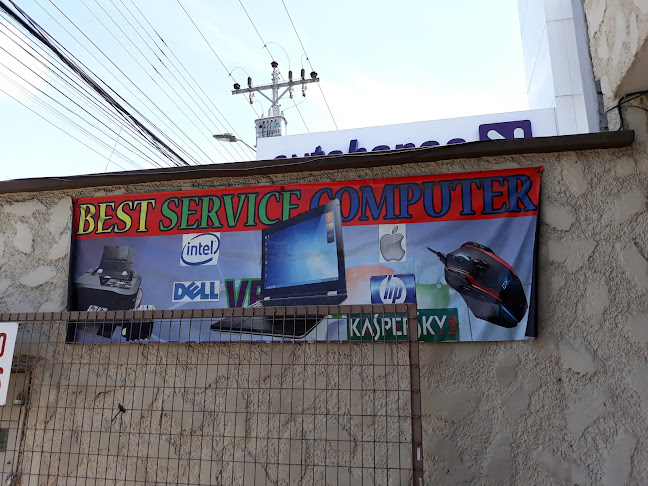 BEST SERVICE COMPUTER
intel
DELL
hp
KASPERSKY